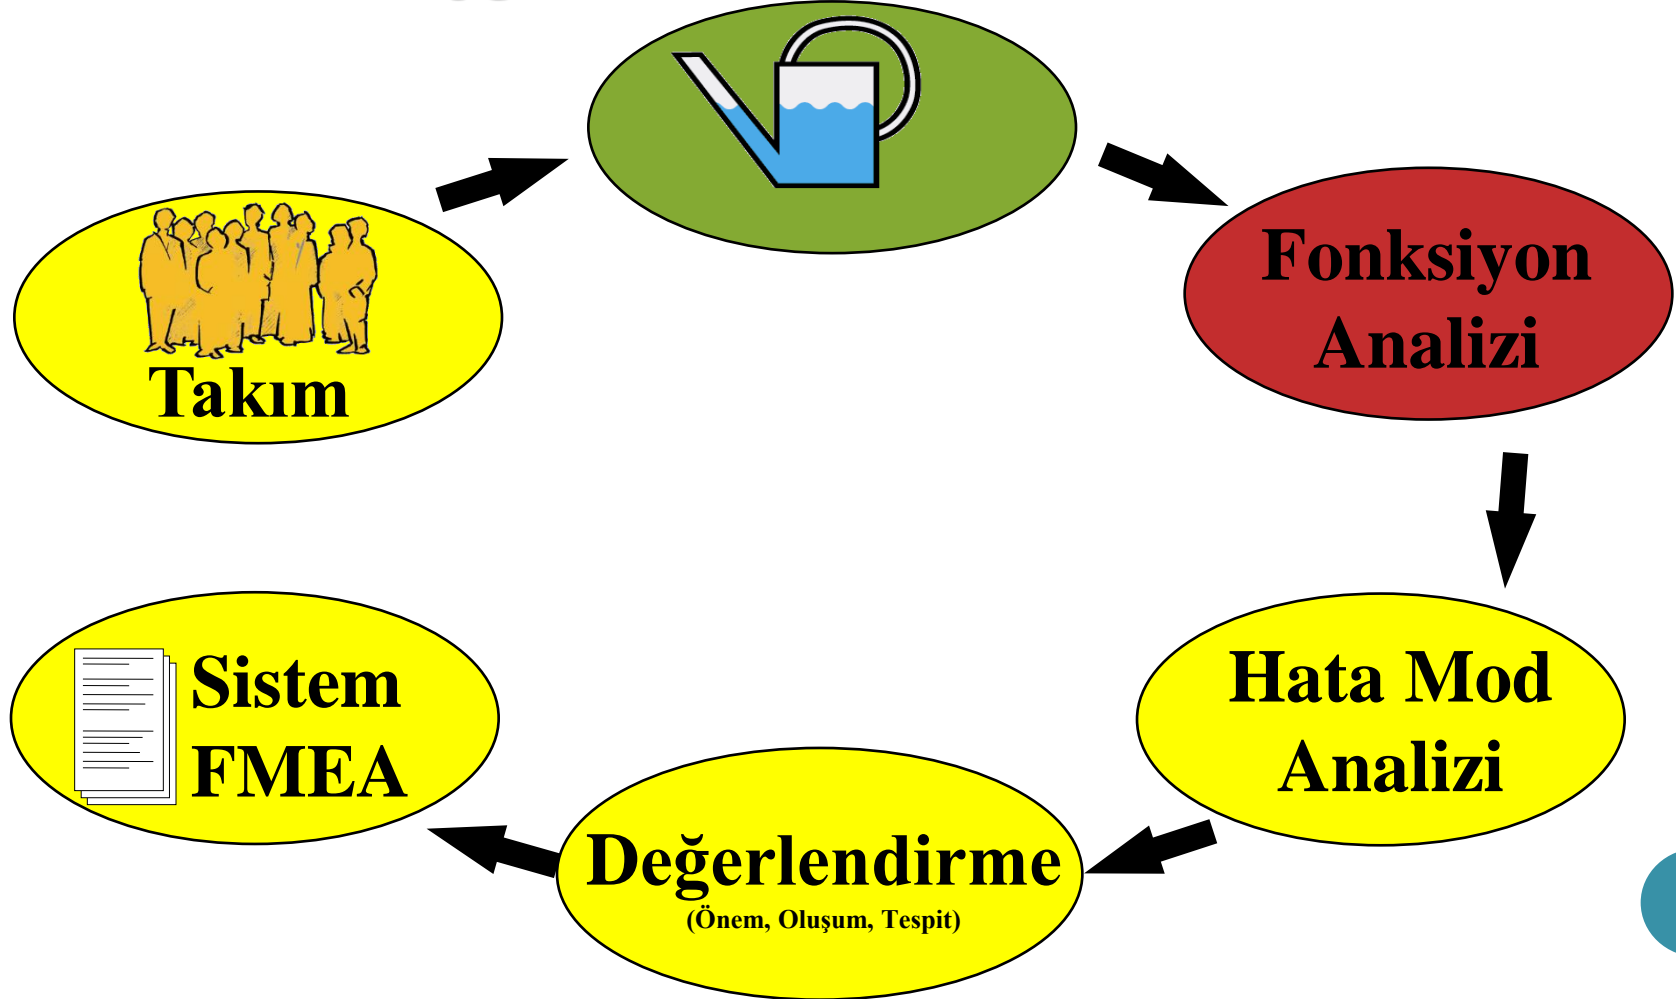 Takım
Fonksiyon
Analizi
Hata Mod
Analizi
Değerlendirme
(Önem, Oluşum, Tespit)
Sistem
FMEA